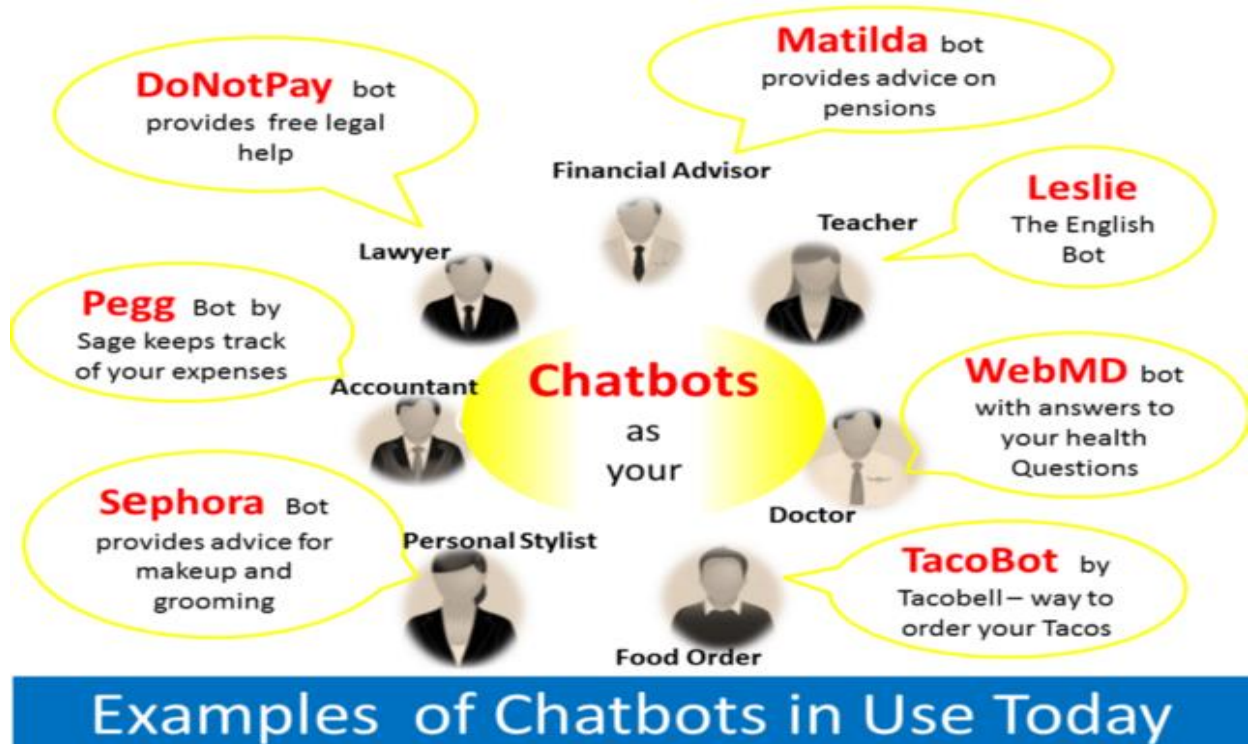 Matilda bot
provides advice on
pensions
DoNotPay bot
provides free legal
help
Financial Advisor
Leslie
The English
Bot
Teacher
Lawyer
Pegg Bot by
Sage keeps track
of your expenses
Accountant
Chatbots
as
your
WebMD bot
with answers to
your health
Questions
Doctor
Sephora Bot
provides advice for
makeup and
grooming
Personal Stylist
TacoBot by
Tacobell – way to
order your Tacos
Food Order
Examples of Chatbots in Use Today